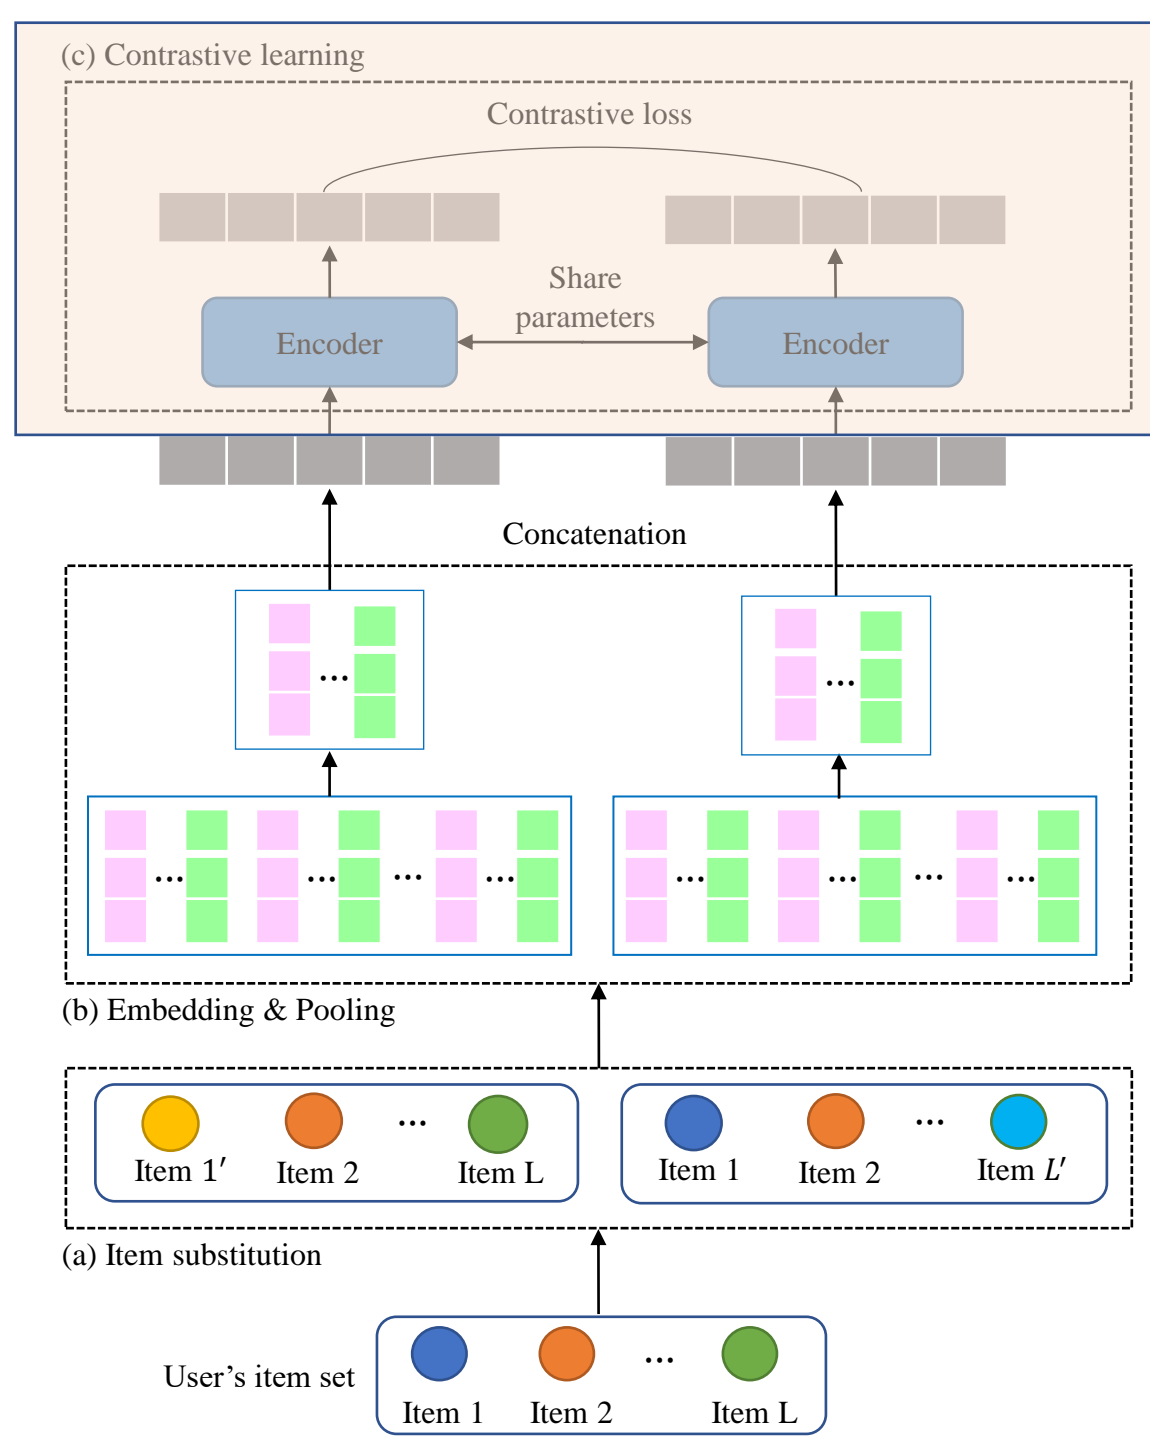 (c) Contrastive learning
Contrastive loss
Share
parameters
Encoder
Encoder
Concatenation
...
...
... ... ... ...
... ... ... ...
(b) Embedding & Pooling
...
...
Item 1′ Item 2 Item L
Item 1 Item 2 Item L′
(a) Item substitution
...
User’s item set
Item 1 Item 2 Item L